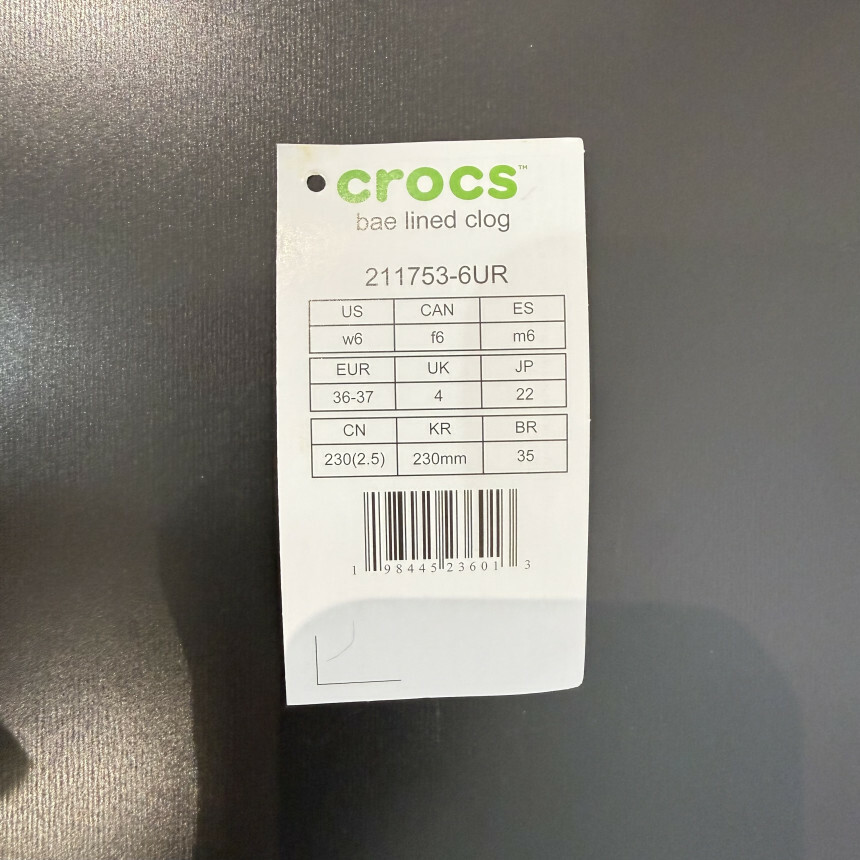 crocs™
bae lined clog
211753-6UR
US CAN ES
w6 f6 m6
EUR UK JP
36-37 4 22
CN KR BR
230(2.5) 230mm 35
1 98445 23601 3